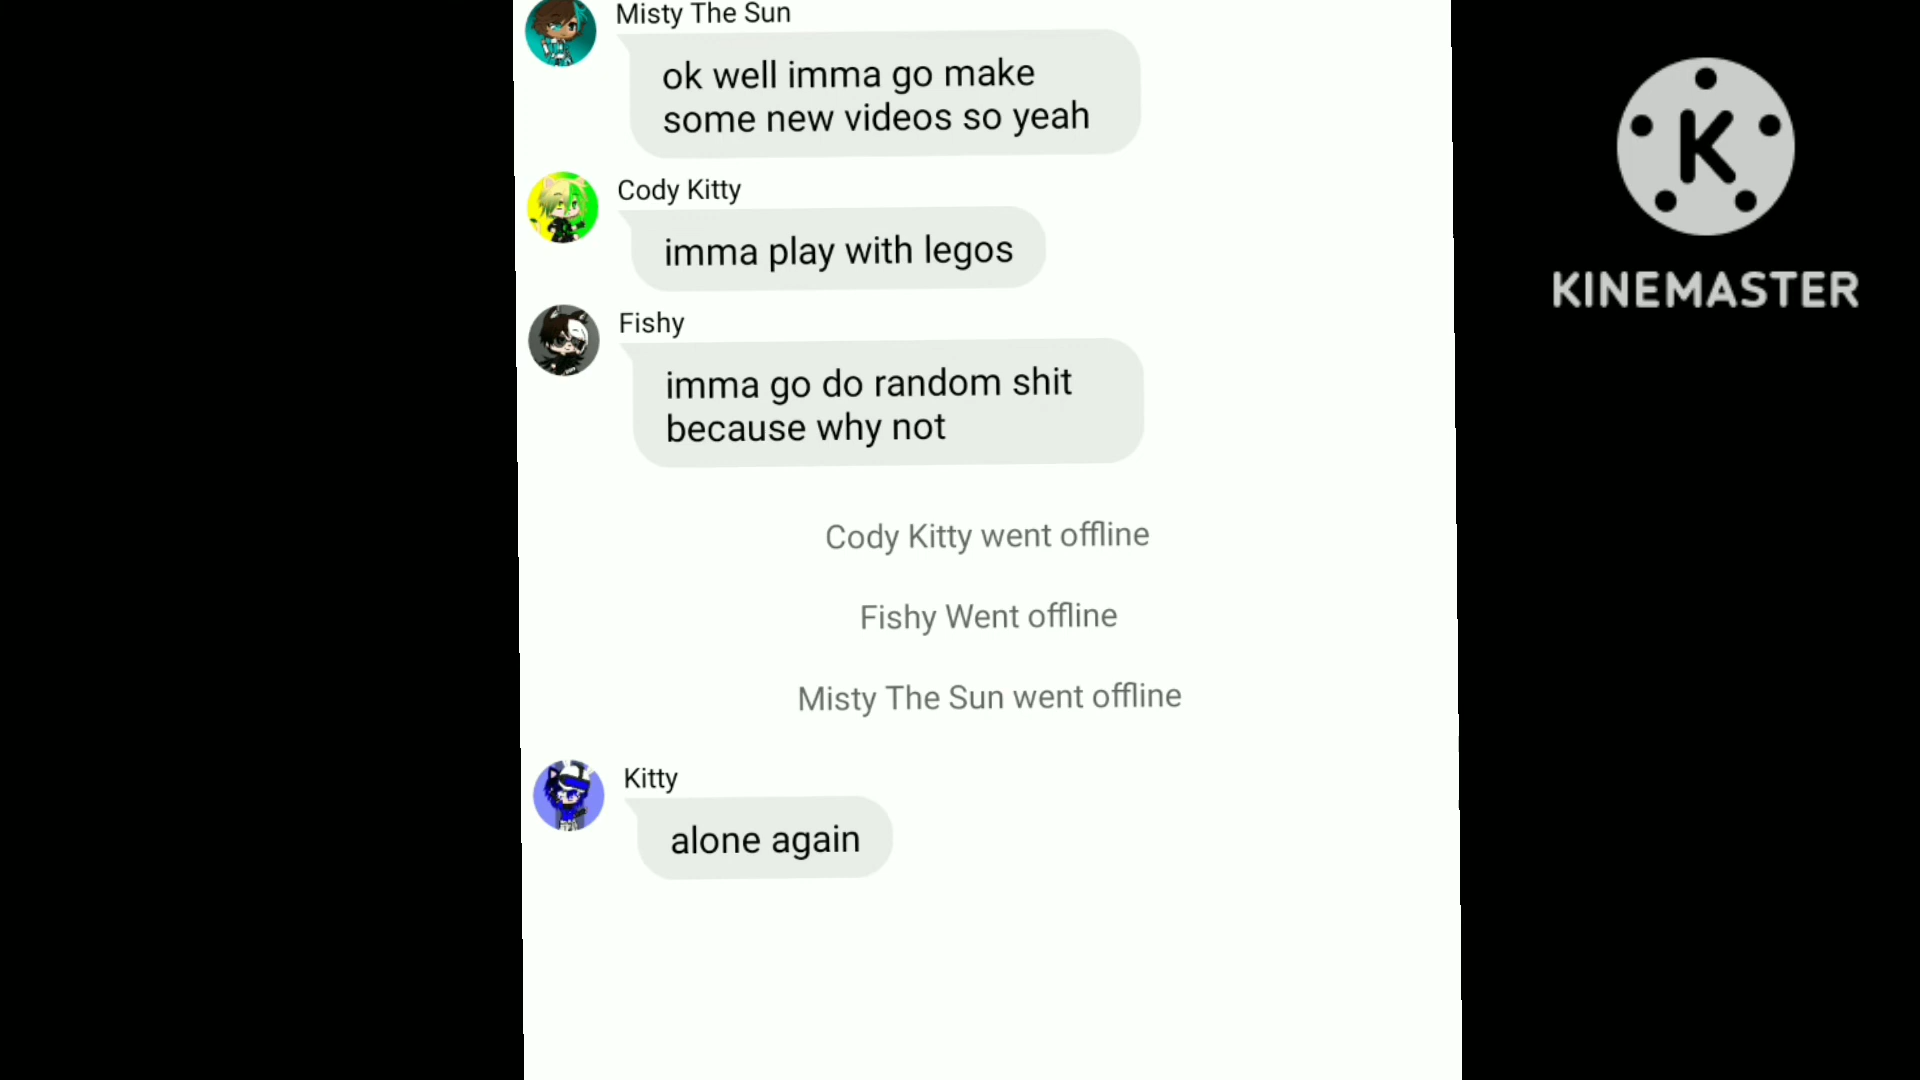 Misty The Sun
ok well imma go make
some new videos so yeah
Cody Kitty
imma play with legos
Fishy
imma go do random shit
because why not
Cody Kitty went offline
Fishy Went offline
Misty The Sun went offline
Kitty
alone again
K
KINEMASTER